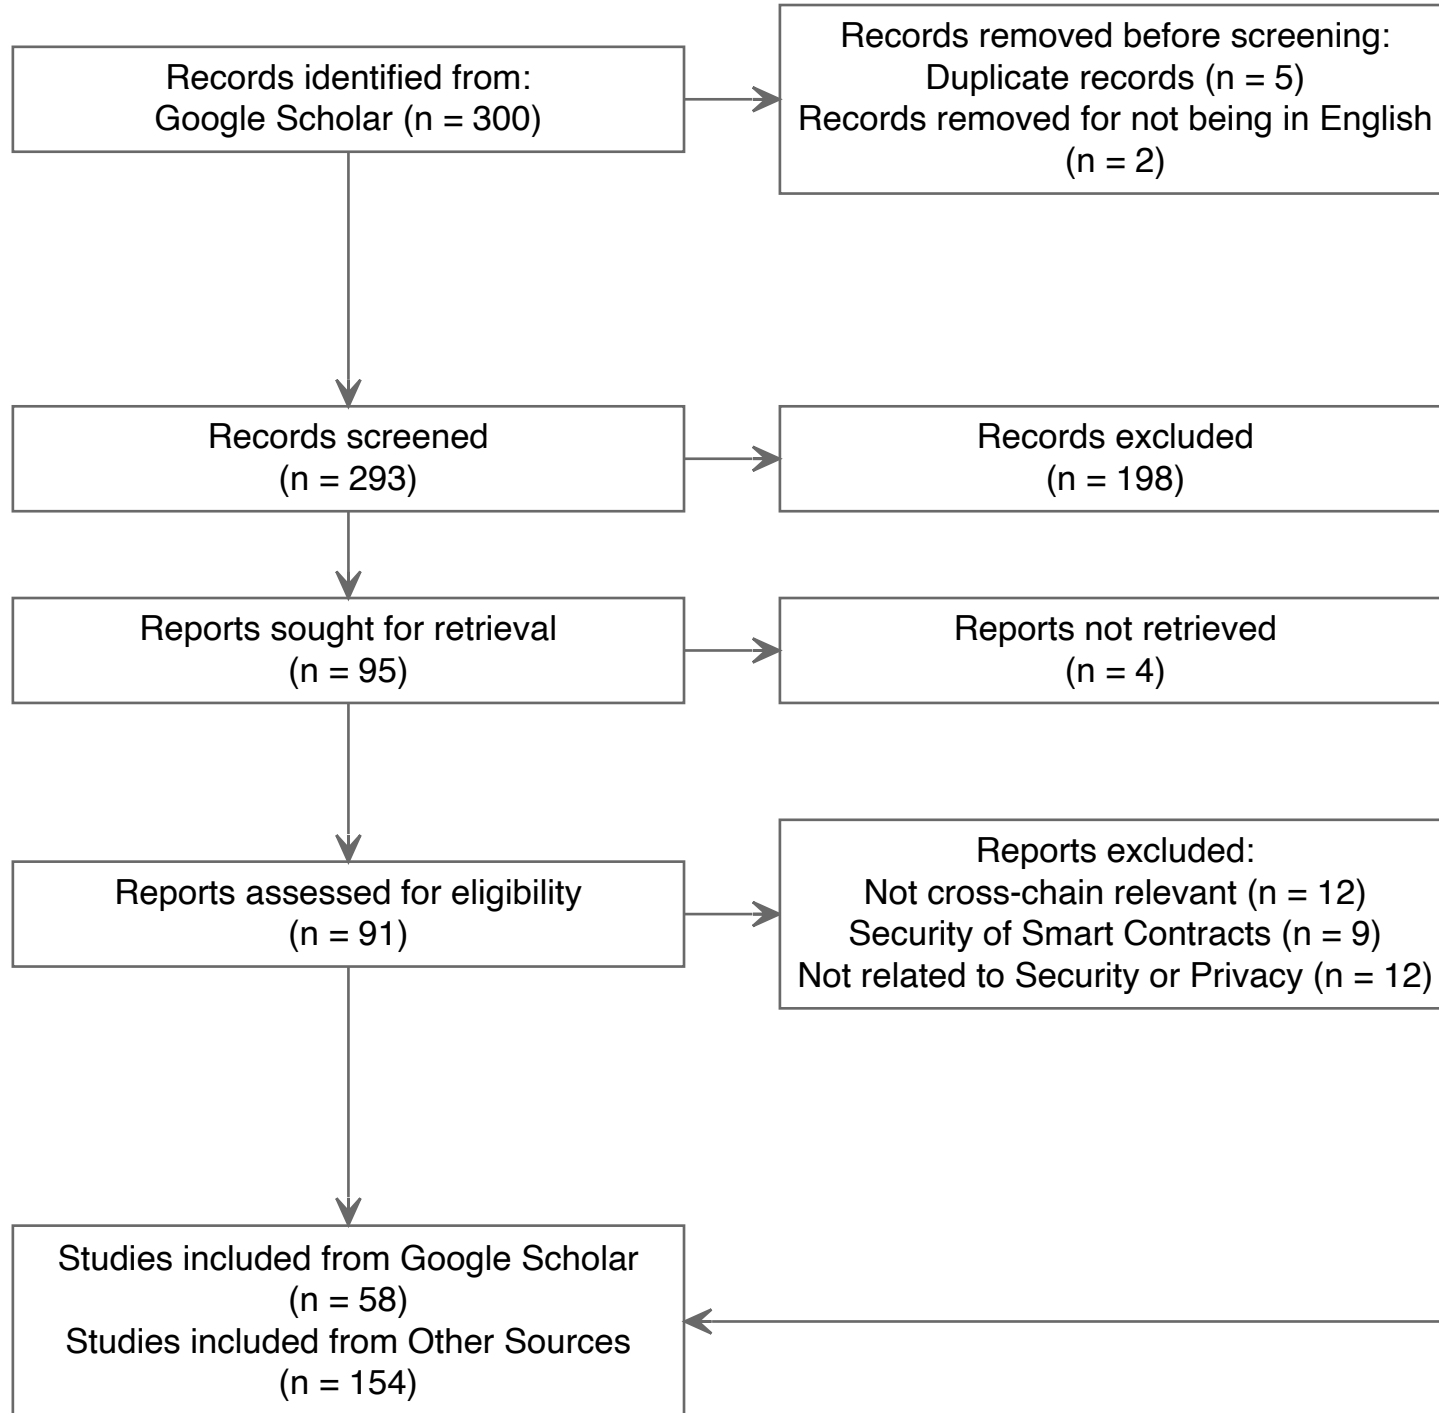 Records identified from:
Google Scholar (n = 300)
Records removed before screening:
Duplicate records (n = 5)
Records removed for not being in English
(n = 2)
Records screened
(n = 293)
Records excluded
(n = 198)
Reports sought for retrieval
(n = 95)
Reports not retrieved
(n = 4)
Reports assessed for eligibility
(n = 91)
Reports excluded:
Not cross-chain relevant (n = 12)
Security of Smart Contracts (n = 9)
Not related to Security or Privacy (n = 12)
Studies included from Google Scholar
(n = 58)
Studies included from Other Sources
(n = 154)